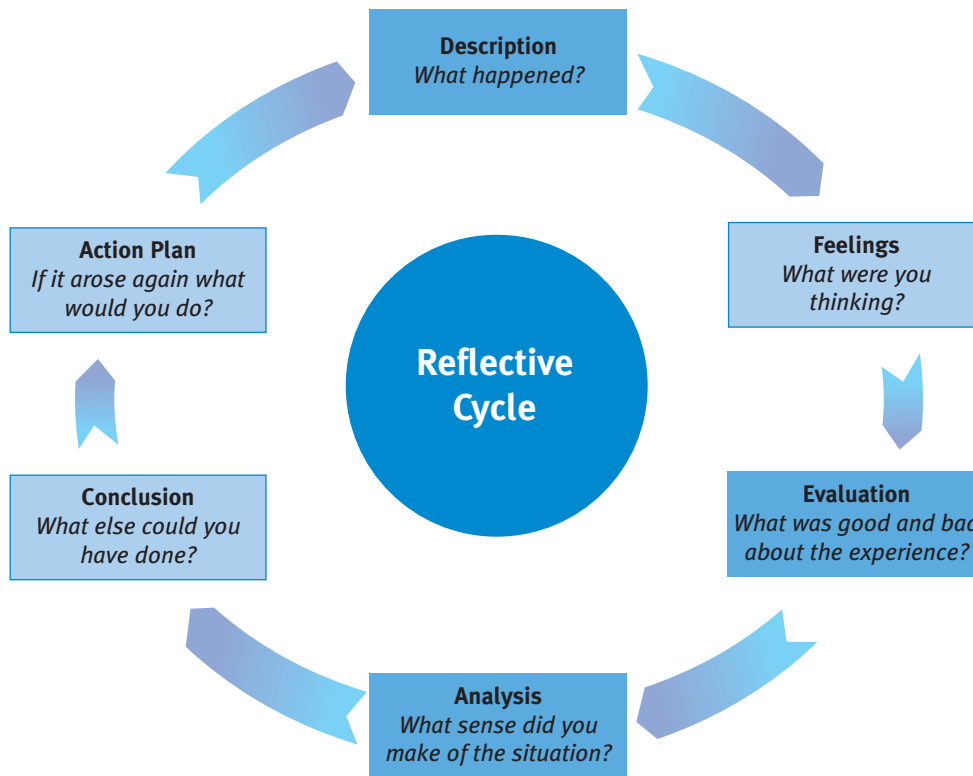 Description
What happened?
Feelings
What were you
thinking?
Evaluation
What was good and bad
about the experience?
Analysis
What sense did you
make of the situation?
Conclusion
What else could you
have done?
Action Plan
If it arose again what
would you do?
Reflective
Cycle